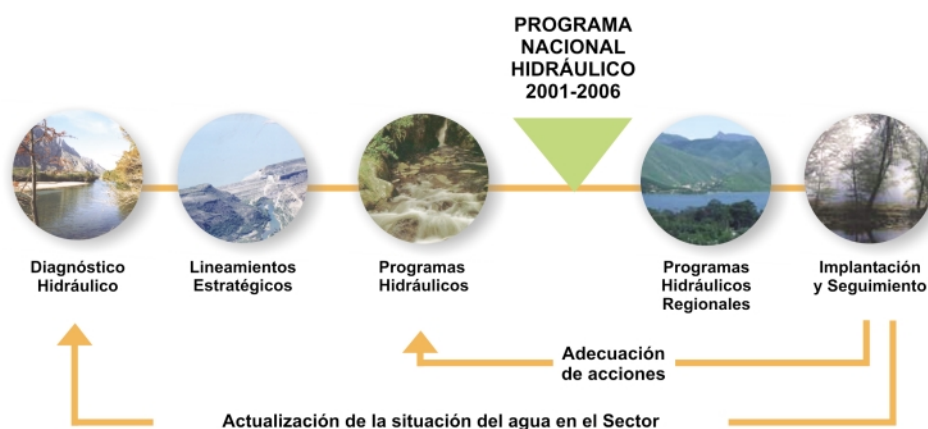 PROGRAMA
NACIONAL
HIDRÁULICO
2001-2006
Diagnóstico
Hidráulico
Lineamientos
Estratégicos
Programas
Hidráulicos
Programas
Hidráulicos
Regionales
Implantación
y Seguimiento
Adecuación
de acciones
Actualización de la situación del agua en el Sector